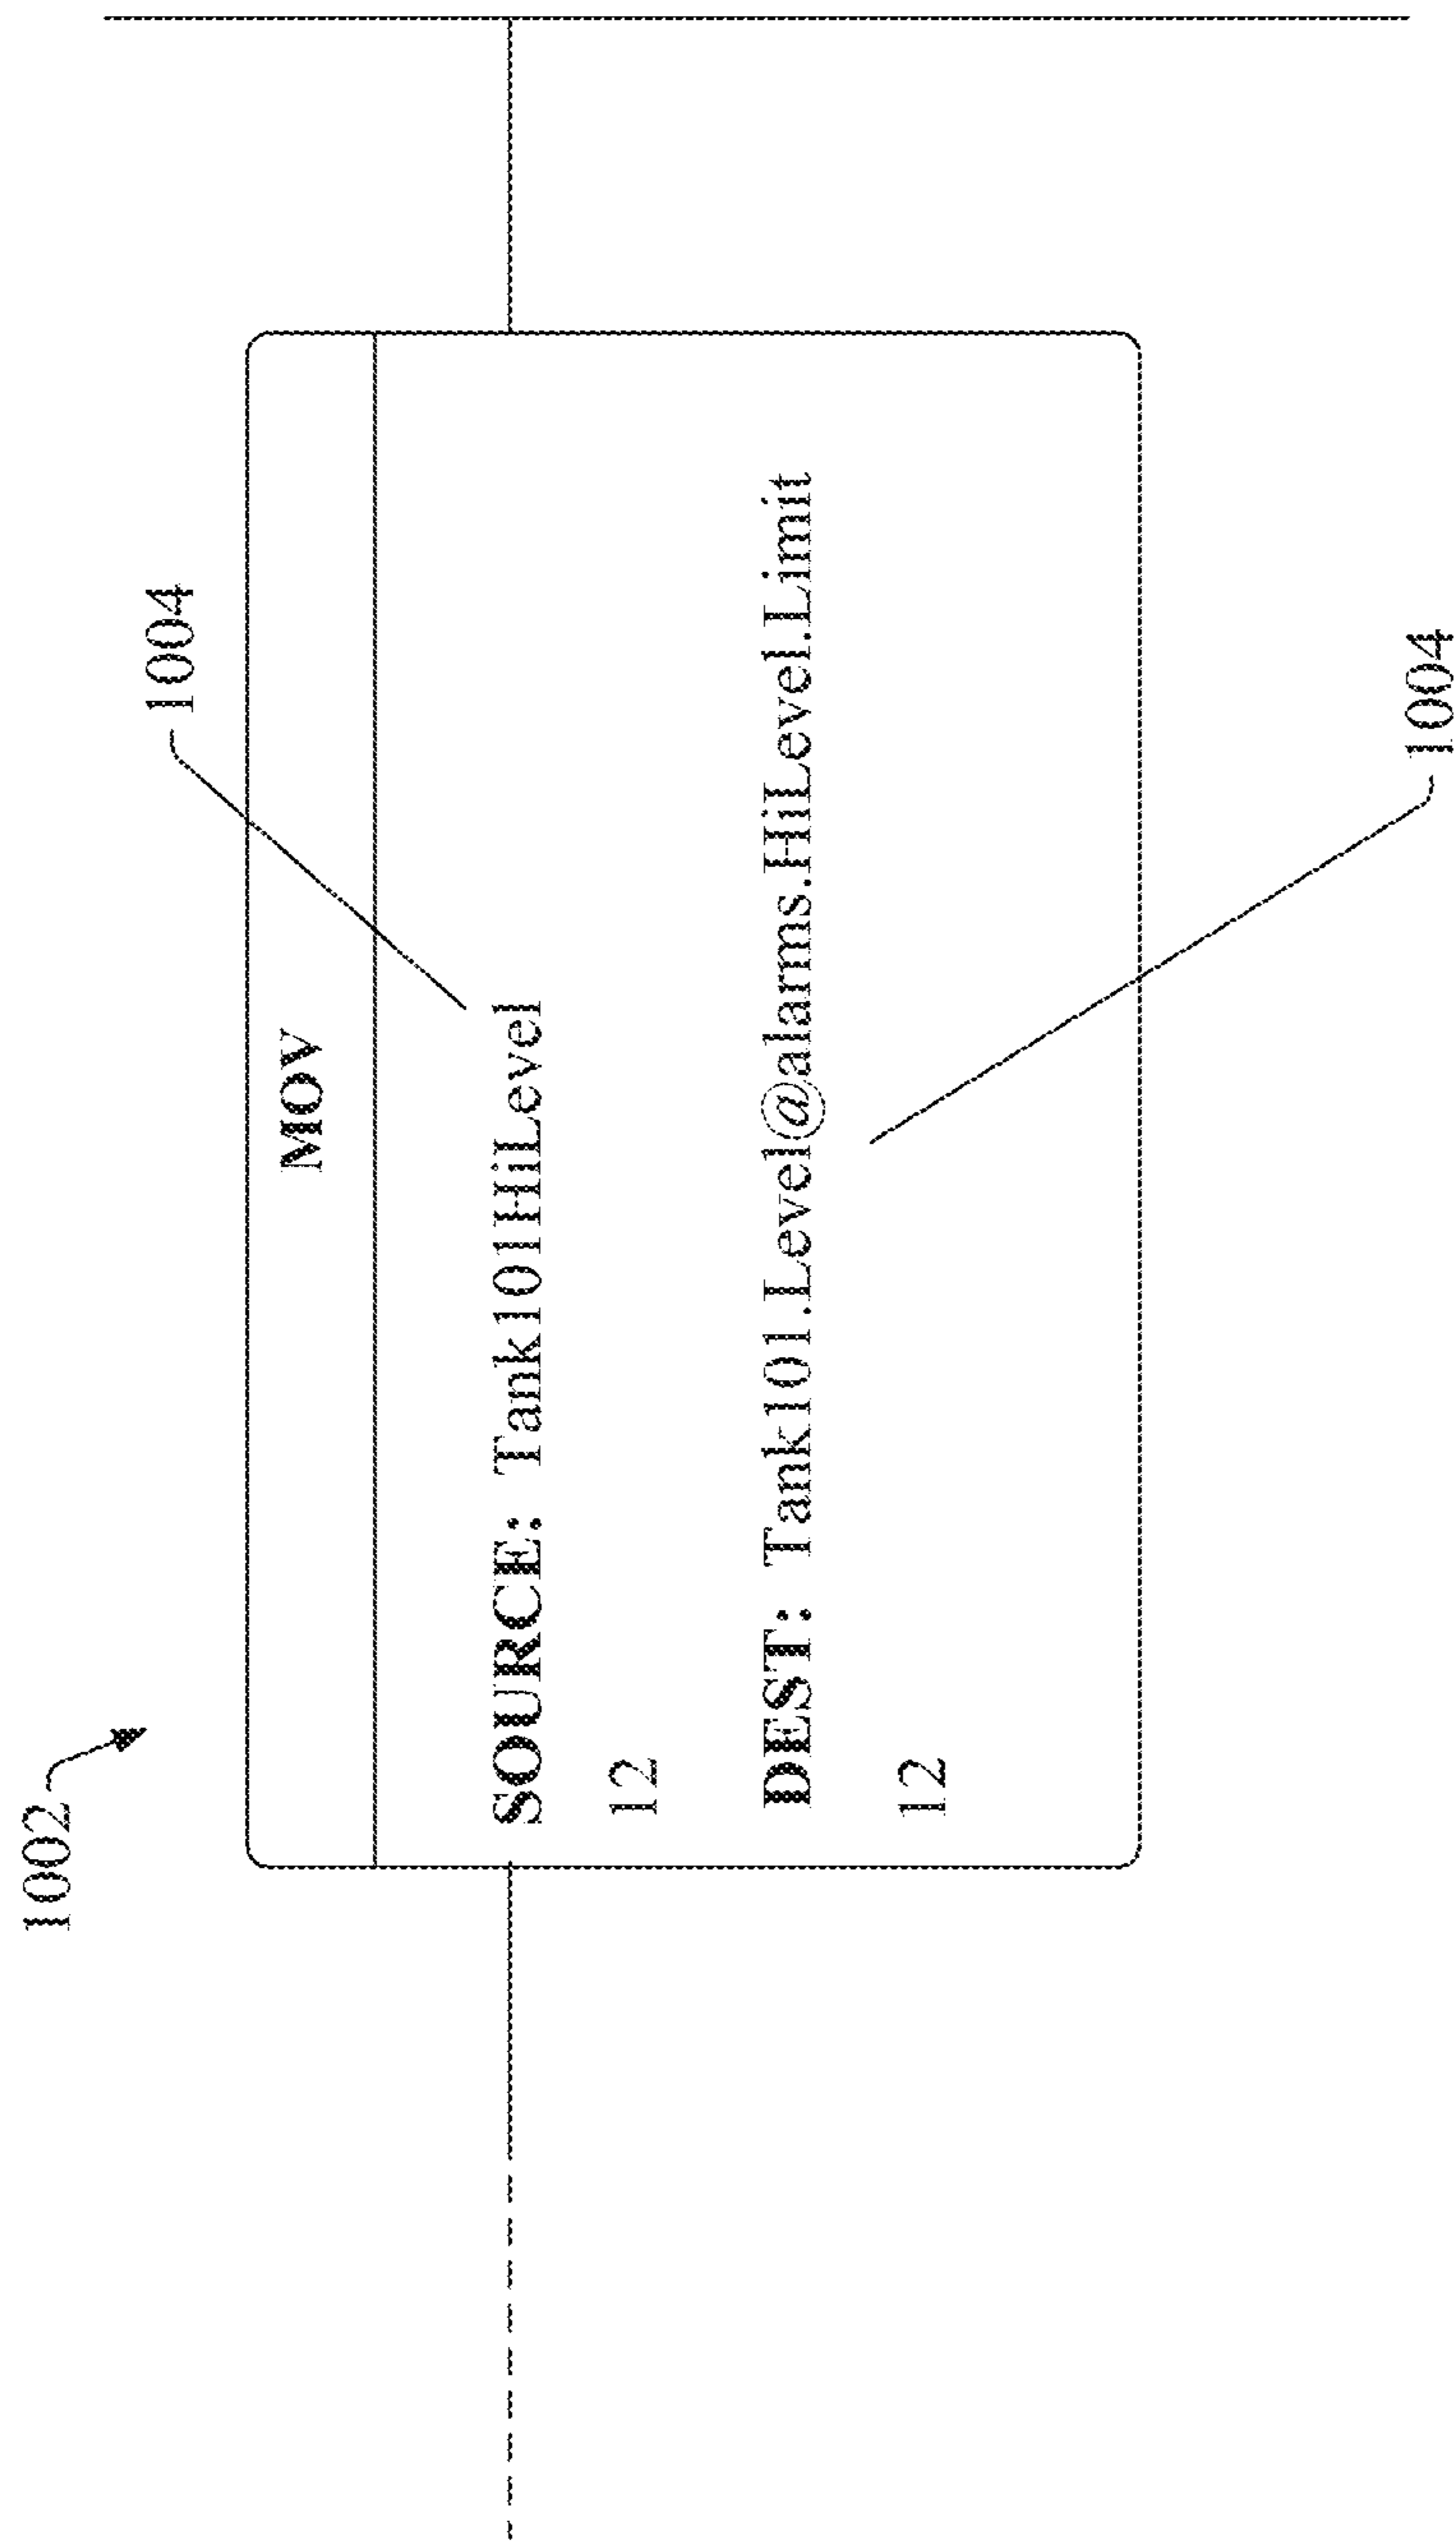 1002
1004
MOV
SOURCE: Tank101HiLevel
12
DEST: Tank101.Level@alarms.HiLevel.Limit
12
1004